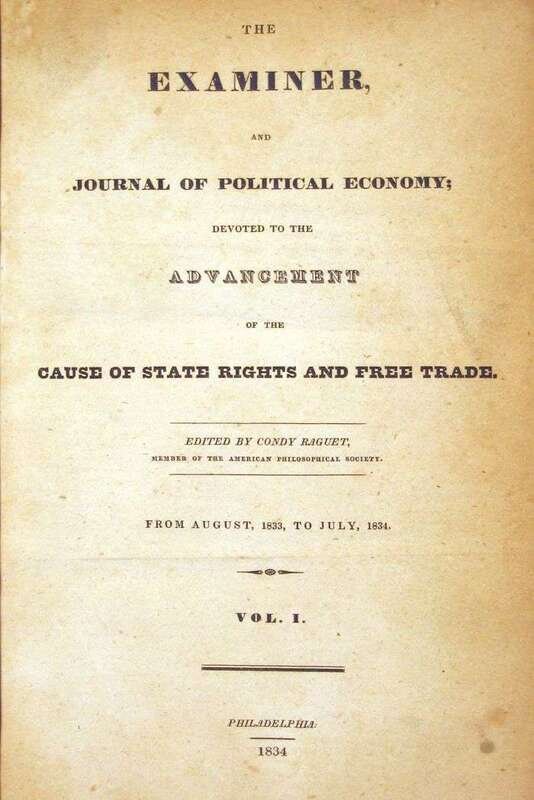 THE
EXAMINER,
AND
JOURNAL OF POLITICAL ECONOMY;
DEVOTED TO THE
ADVANCEMENT
OF THE
CAUSE OF STATE RIGHTS AND FREE TRADE.
EDITED BY CONDY RAGUET,
MEMBER OF THE AMERICAN PHILOSOPHICAL SOCIETY.
FROM AUGUST, 1833, TO JULY, 1834.
VOL. I.
PHILADELPHIA:
1834